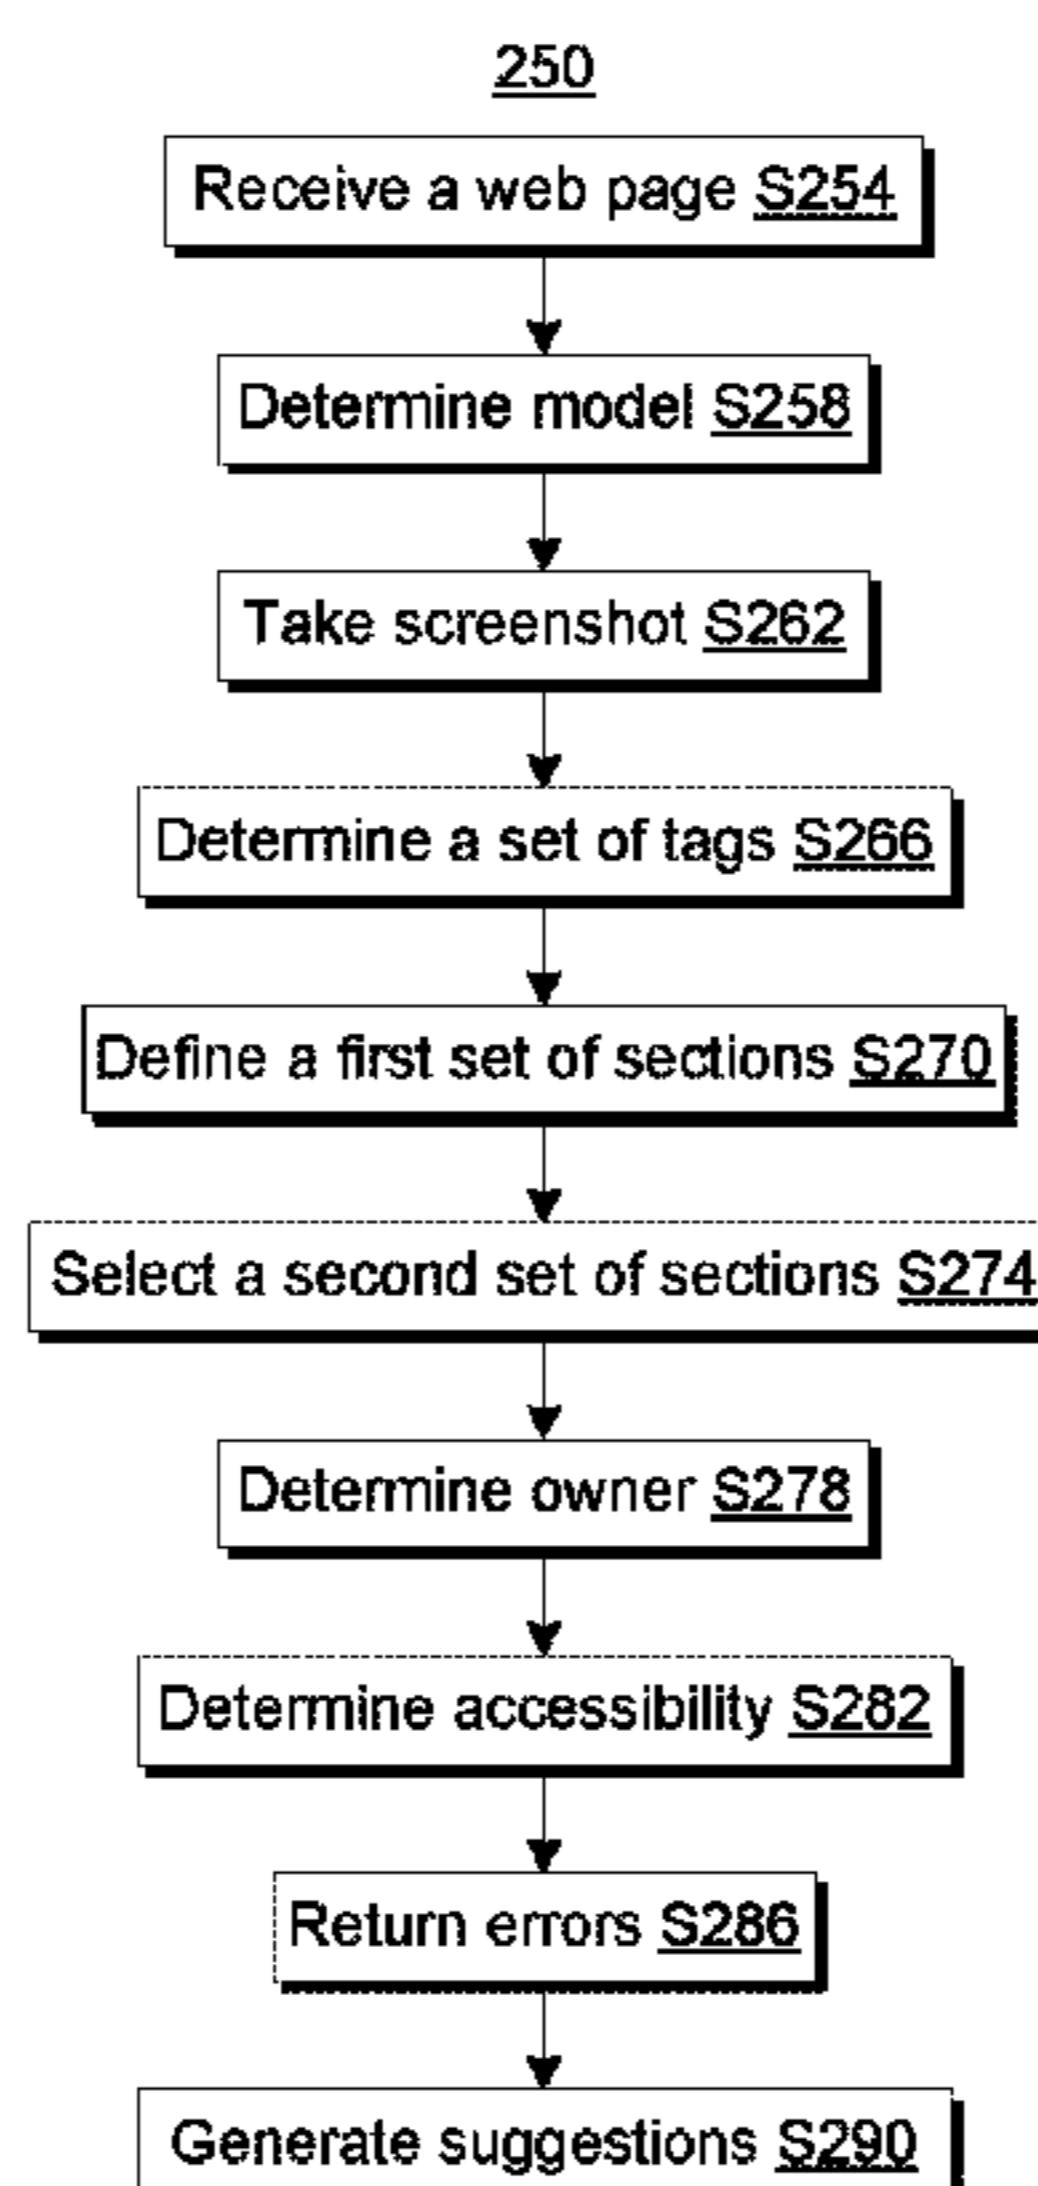 250
Receive a web page S254
Determine model S258
Take screenshot S262
Determine a set of tags S266
Define a first set of sections S270
Select a second set of sections S274
Determine owner S278
Determine accessibility S282
Return errors S286
Generate suggestions S290